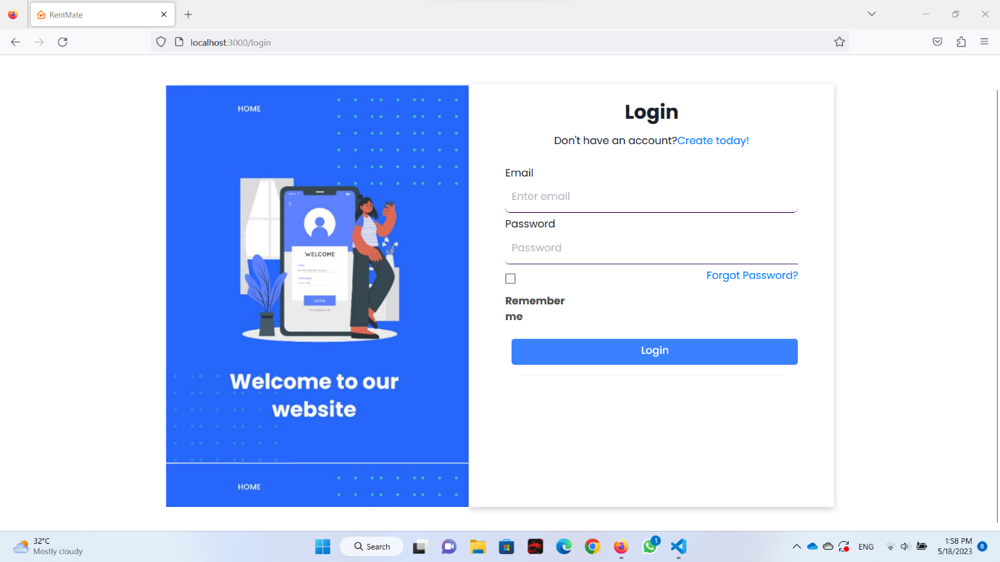 RentMate
localhost:3000/login
HOME
WELCOME
LOGIN
Welcome to our
website
HOME
Login
Don't have an account?Create today!
Email
Enter email
Password
Password
Forgot Password?
Remember
me
Login
32°C
Mostly cloudy
Search
1
ENG
1:58 PM
5/18/2023
8